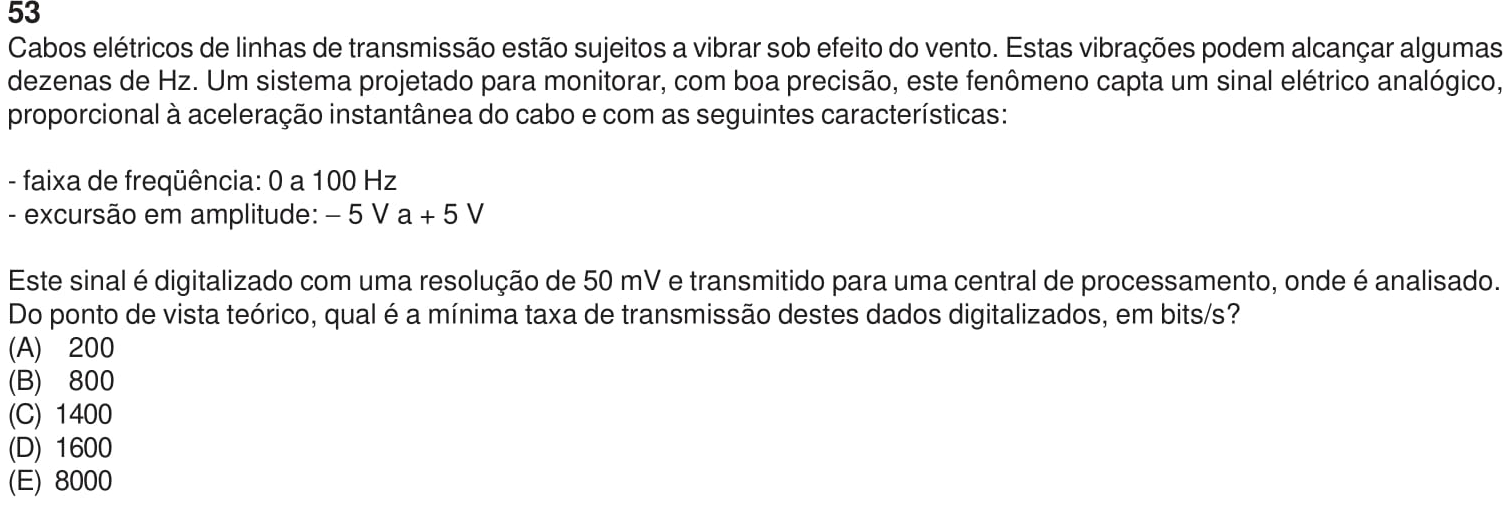 53
Cabos elétricos de linhas de transmissão estão sujeitos a vibrar sob efeito do vento. Estas vibrações podem alcançar algumas
dezenas de Hz. Um sistema projetado para monitorar, com boa precisão, este fenômeno capta um sinal elétrico analógico,
proporcional à aceleração instantânea do cabo e com as seguintes características:
- faixa de freqüência: 0 a 100 Hz
- excursão em amplitude: – 5 V a + 5 V
Este sinal é digitalizado com uma resolução de 50 mV e transmitido para uma central de processamento, onde é analisado.
Do ponto de vista teórico, qual é a mínima taxa de transmissão destes dados digitalizados, em bits/s?
(A) 200
(B) 800
(C) 1400
(D) 1600
(E) 8000